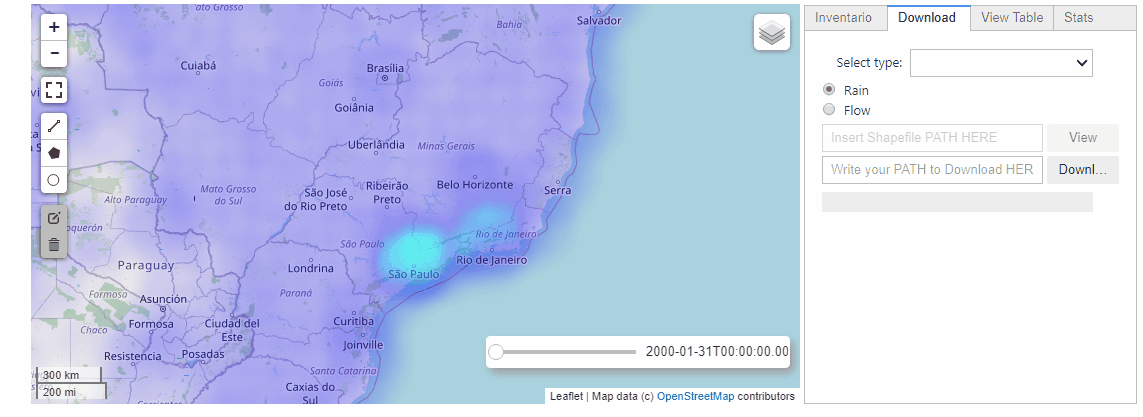 +
−
Mato Grosso
Bahia
Salvador
Cuiabá
Brasília
Goiás
Goiânia
Uberlândia
Minas Gerais
Mato Grosso
do Sul
São José
do Rio Preto
Ribeirão
Preto
Belo Horizonte
Serra
Alto Paraguay
São Paulo
Rio de Janeiro
Rio de Janeiro
São Paulo
Londrina
Paraguay
Paraná
Formosa
Asunción
Chaco
Formosa
Ciudad del
Este
Curitiba
Joinville
Resistencia
Posadas
Santa Catarina
Caxias do
Sul
Corrientes
300 km
200 mi
2000-01-31T00:00:00.00
Leaflet | Map data (c) OpenStreetMap contributors
Inventario Download View Table Stats
Select type:
Rain
Flow
Insert Shapefile PATH HERE View
Write your PATH to Download HER Downl...